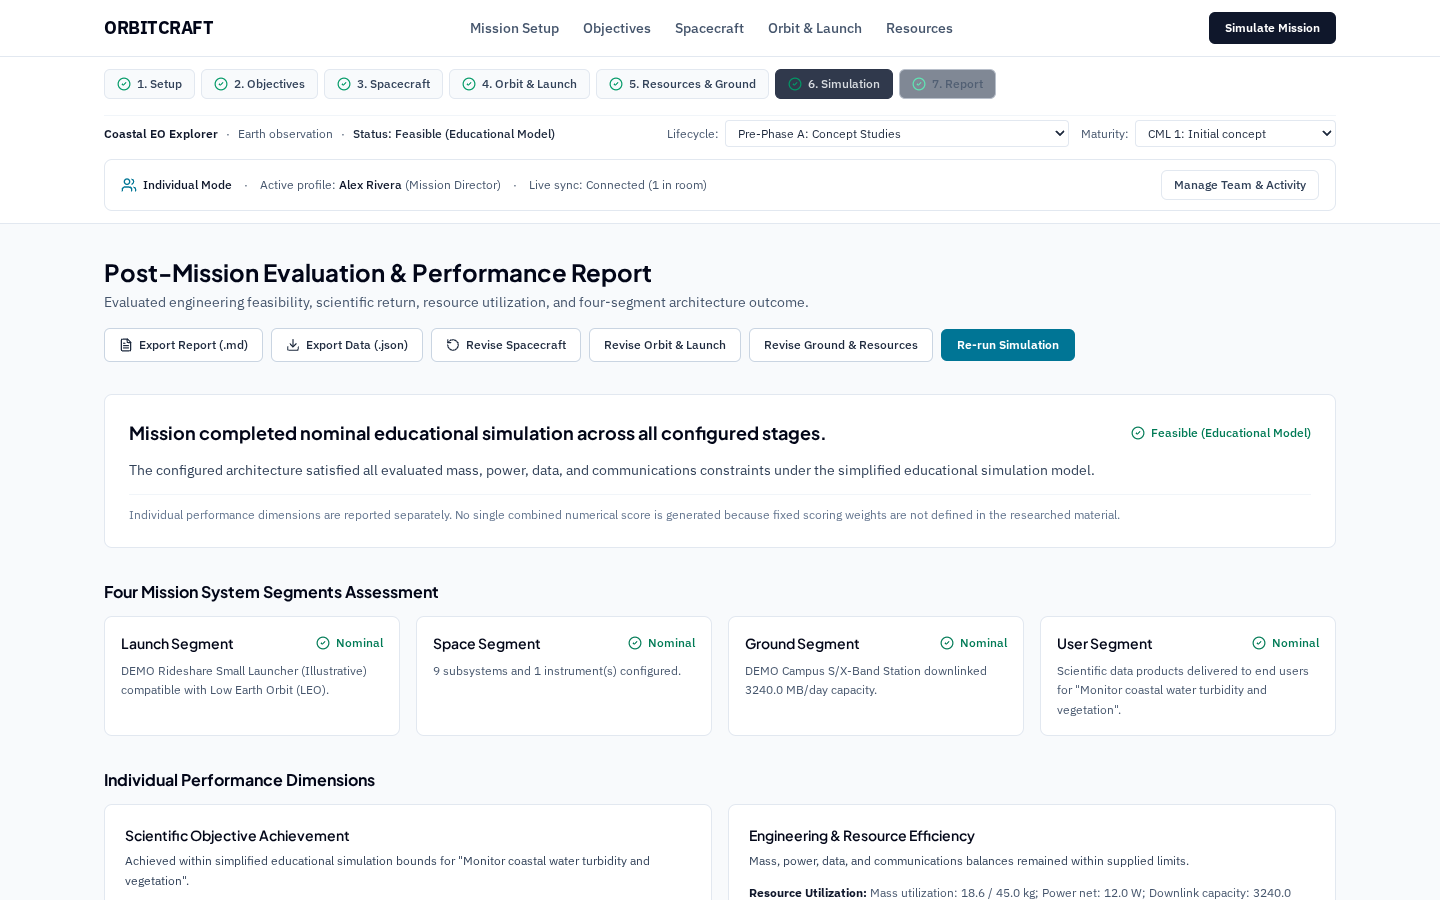 ORBITCRAFT
Mission Setup
Objectives
Spacecraft
Orbit & Launch
Resources
Simulate Mission
1. Setup
2. Objectives
3. Spacecraft
4. Orbit & Launch
5. Resources & Ground
6. Simulation
7. Report
Coastal EO Explorer · Earth observation · Status: Feasible (Educational Model)
Lifecycle: Pre-Phase A: Concept Studies
Maturity: CML 1: Initial concept
Individual Mode · Active profile: Alex Rivera (Mission Director) · Live sync: Connected (1 in room)
Manage Team & Activity
Post-Mission Evaluation & Performance Report
Evaluated engineering feasibility, scientific return, resource utilization, and four-segment architecture outcome.
Export Report (.md)
Export Data (.json)
Revise Spacecraft
Revise Orbit & Launch
Revise Ground & Resources
Re-run Simulation
Mission completed nominal educational simulation across all configured stages.
Feasible (Educational Model)
The configured architecture satisfied all evaluated mass, power, data, and communications constraints under the simplified educational simulation model.
Individual performance dimensions are reported separately. No single combined numerical score is generated because fixed scoring weights are not defined in the researched material.
Four Mission System Segments Assessment
Launch Segment
Nominal
DEMO Rideshare Small Launcher (Illustrative)
compatible with Low Earth Orbit (LEO).
Space Segment
Nominal
9 subsystems and 1 instrument(s) configured.
Ground Segment
Nominal
DEMO Campus S/X-Band Station downlinked
3240.0 MB/day capacity.
User Segment
Nominal
Scientific data products delivered to end users
for "Monitor coastal water turbidity and
vegetation".
Individual Performance Dimensions
Scientific Objective Achievement
Achieved within simplified educational simulation bounds for "Monitor coastal water turbidity and
vegetation".
Engineering & Resource Efficiency
Mass, power, data, and communications balances remained within supplied limits.
Resource Utilization: Mass utilization: 18.6 / 45.0 kg; Power net: 12.0 W; Downlink capacity: 3240.0